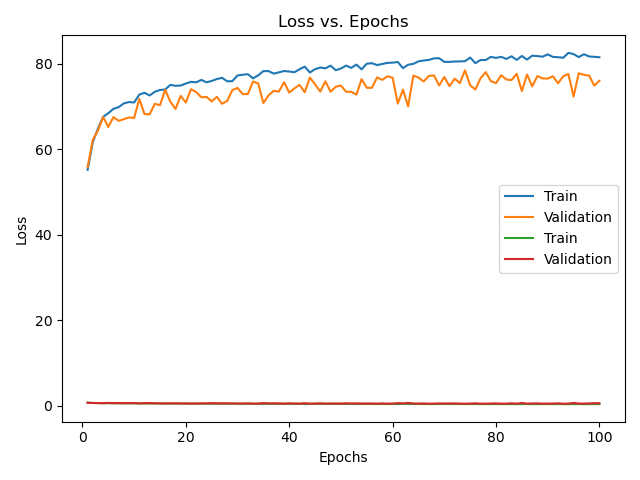 Loss vs. Epochs
Loss
80
60
40
20
0
Train
Validation
Train
Validation
0 20 40 60 80 100
Epochs